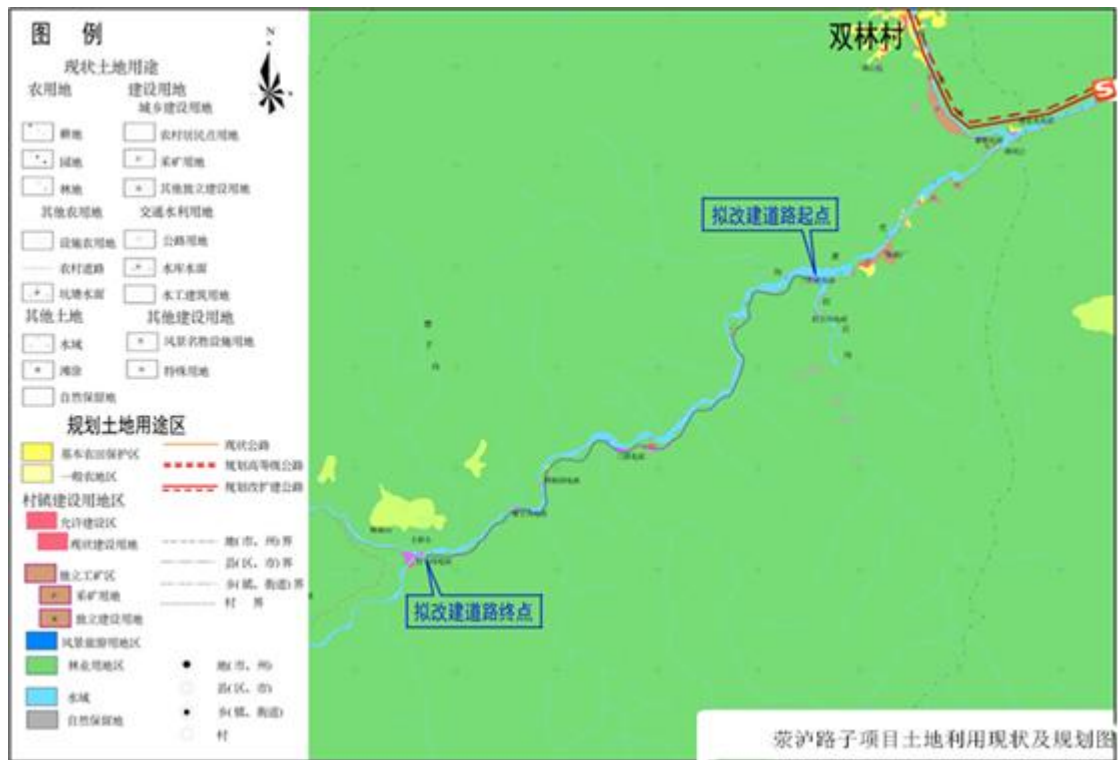 图 例
N
现状土地用途
农用地 建设用地
城乡建设用地
耕地 农村居民点用地
园地 采矿用地
林地 其他独立建设用地
其他农用地 交通水利用地
设施农用地 公路用地
农村道路 水库水面
坑塘水面 水工建筑用地
其他土地 其他建设用地
水域 风景名胜设施用地
滩涂 特殊用地
自然保留地
规划土地用途区
基本农田保护区 现状公路
一般农地区 规划高等级公路
规划改扩建公路
村镇建设用地区
允许建设区
现状建设用地 地(市、州)界
县(区、市)界
独立工矿区 乡(镇、街道)界
采矿用地 村 界
独立建设用地
风景旅游用地区
林业用地区 地(市、州)
县(区、市)
水域 乡(镇、街道)
自然保留地
村
双林村
S
拟改建道路起点
拟改建道路终点
荥泸路子项目土地利用现状及规划图